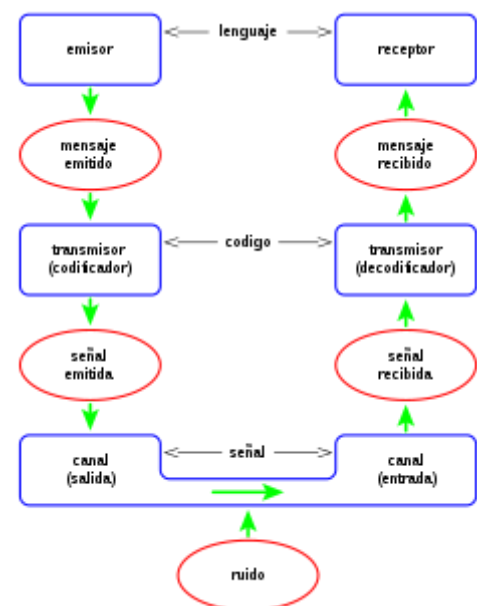 emisor
lenguaje
receptor
mensaje
emitido
mensaje
recibido
transmisor
(codificador)
codigo
transmisor
(decodificador)
señal
emitida
señal
recibida
canal
(salida)
señal
canal
(entrada)
ruido